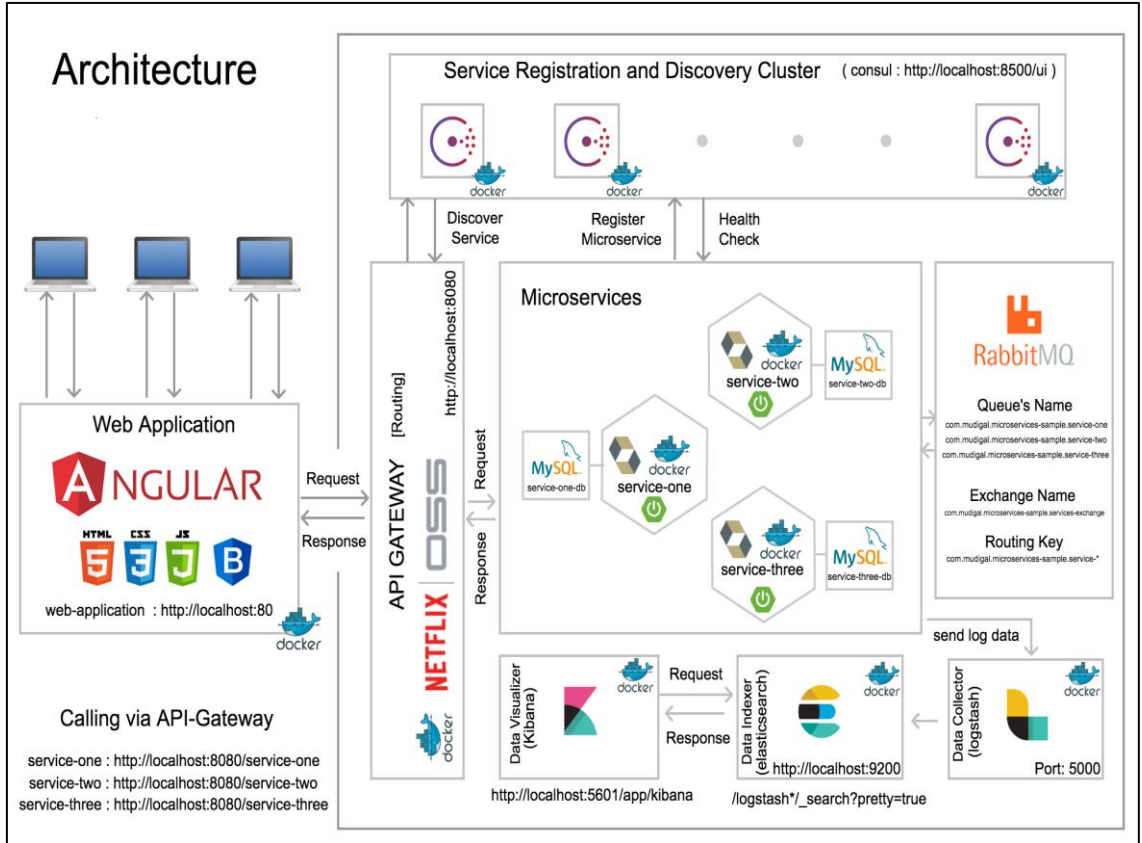 Architecture
Service Registration and Discovery Cluster ( consul : http://localhost:8500/ui )
docker
docker
docker
Discover
Service
Register
Microservice
Health
Check
Web Application
ANGULAR
HTML
5
CSS
3
JS
J
B
web-application : http://localhost:80
docker
Request
Response
API GATEWAY [Routing] http://localhost:8080
NETFLIX OSS
docker
Request
Response
Microservices
docker
service-two
MySQL
service-two-db
MySQL
service-one-db
docker
service-one
docker
service-three
MySQL
service-three-db
RabbitMQ
Queue's Name
com.mudigal.microservices-sample.service-one
com.mudigal.microservices-sample.service-two
com.mudigal.microservices-sample.service-three
Exchange Name
com.mudigal.microservices-sample.services-exchange
Routing Key
com.mudigal.microservices-sample.service-*
send log data
Data Visualizer
(Kibana)
docker
http://localhost:5601/app/kibana
Request
Response
Data Indexer
(elasticsearch)
docker
http://localhost:9200
/logstash*/_search?pretty=true
Data Collector
(logstash)
docker
Port: 5000
Calling via API-Gateway
service-one : http://localhost:8080/service-one
service-two : http://localhost:8080/service-two
service-three : http://localhost:8080/service-three